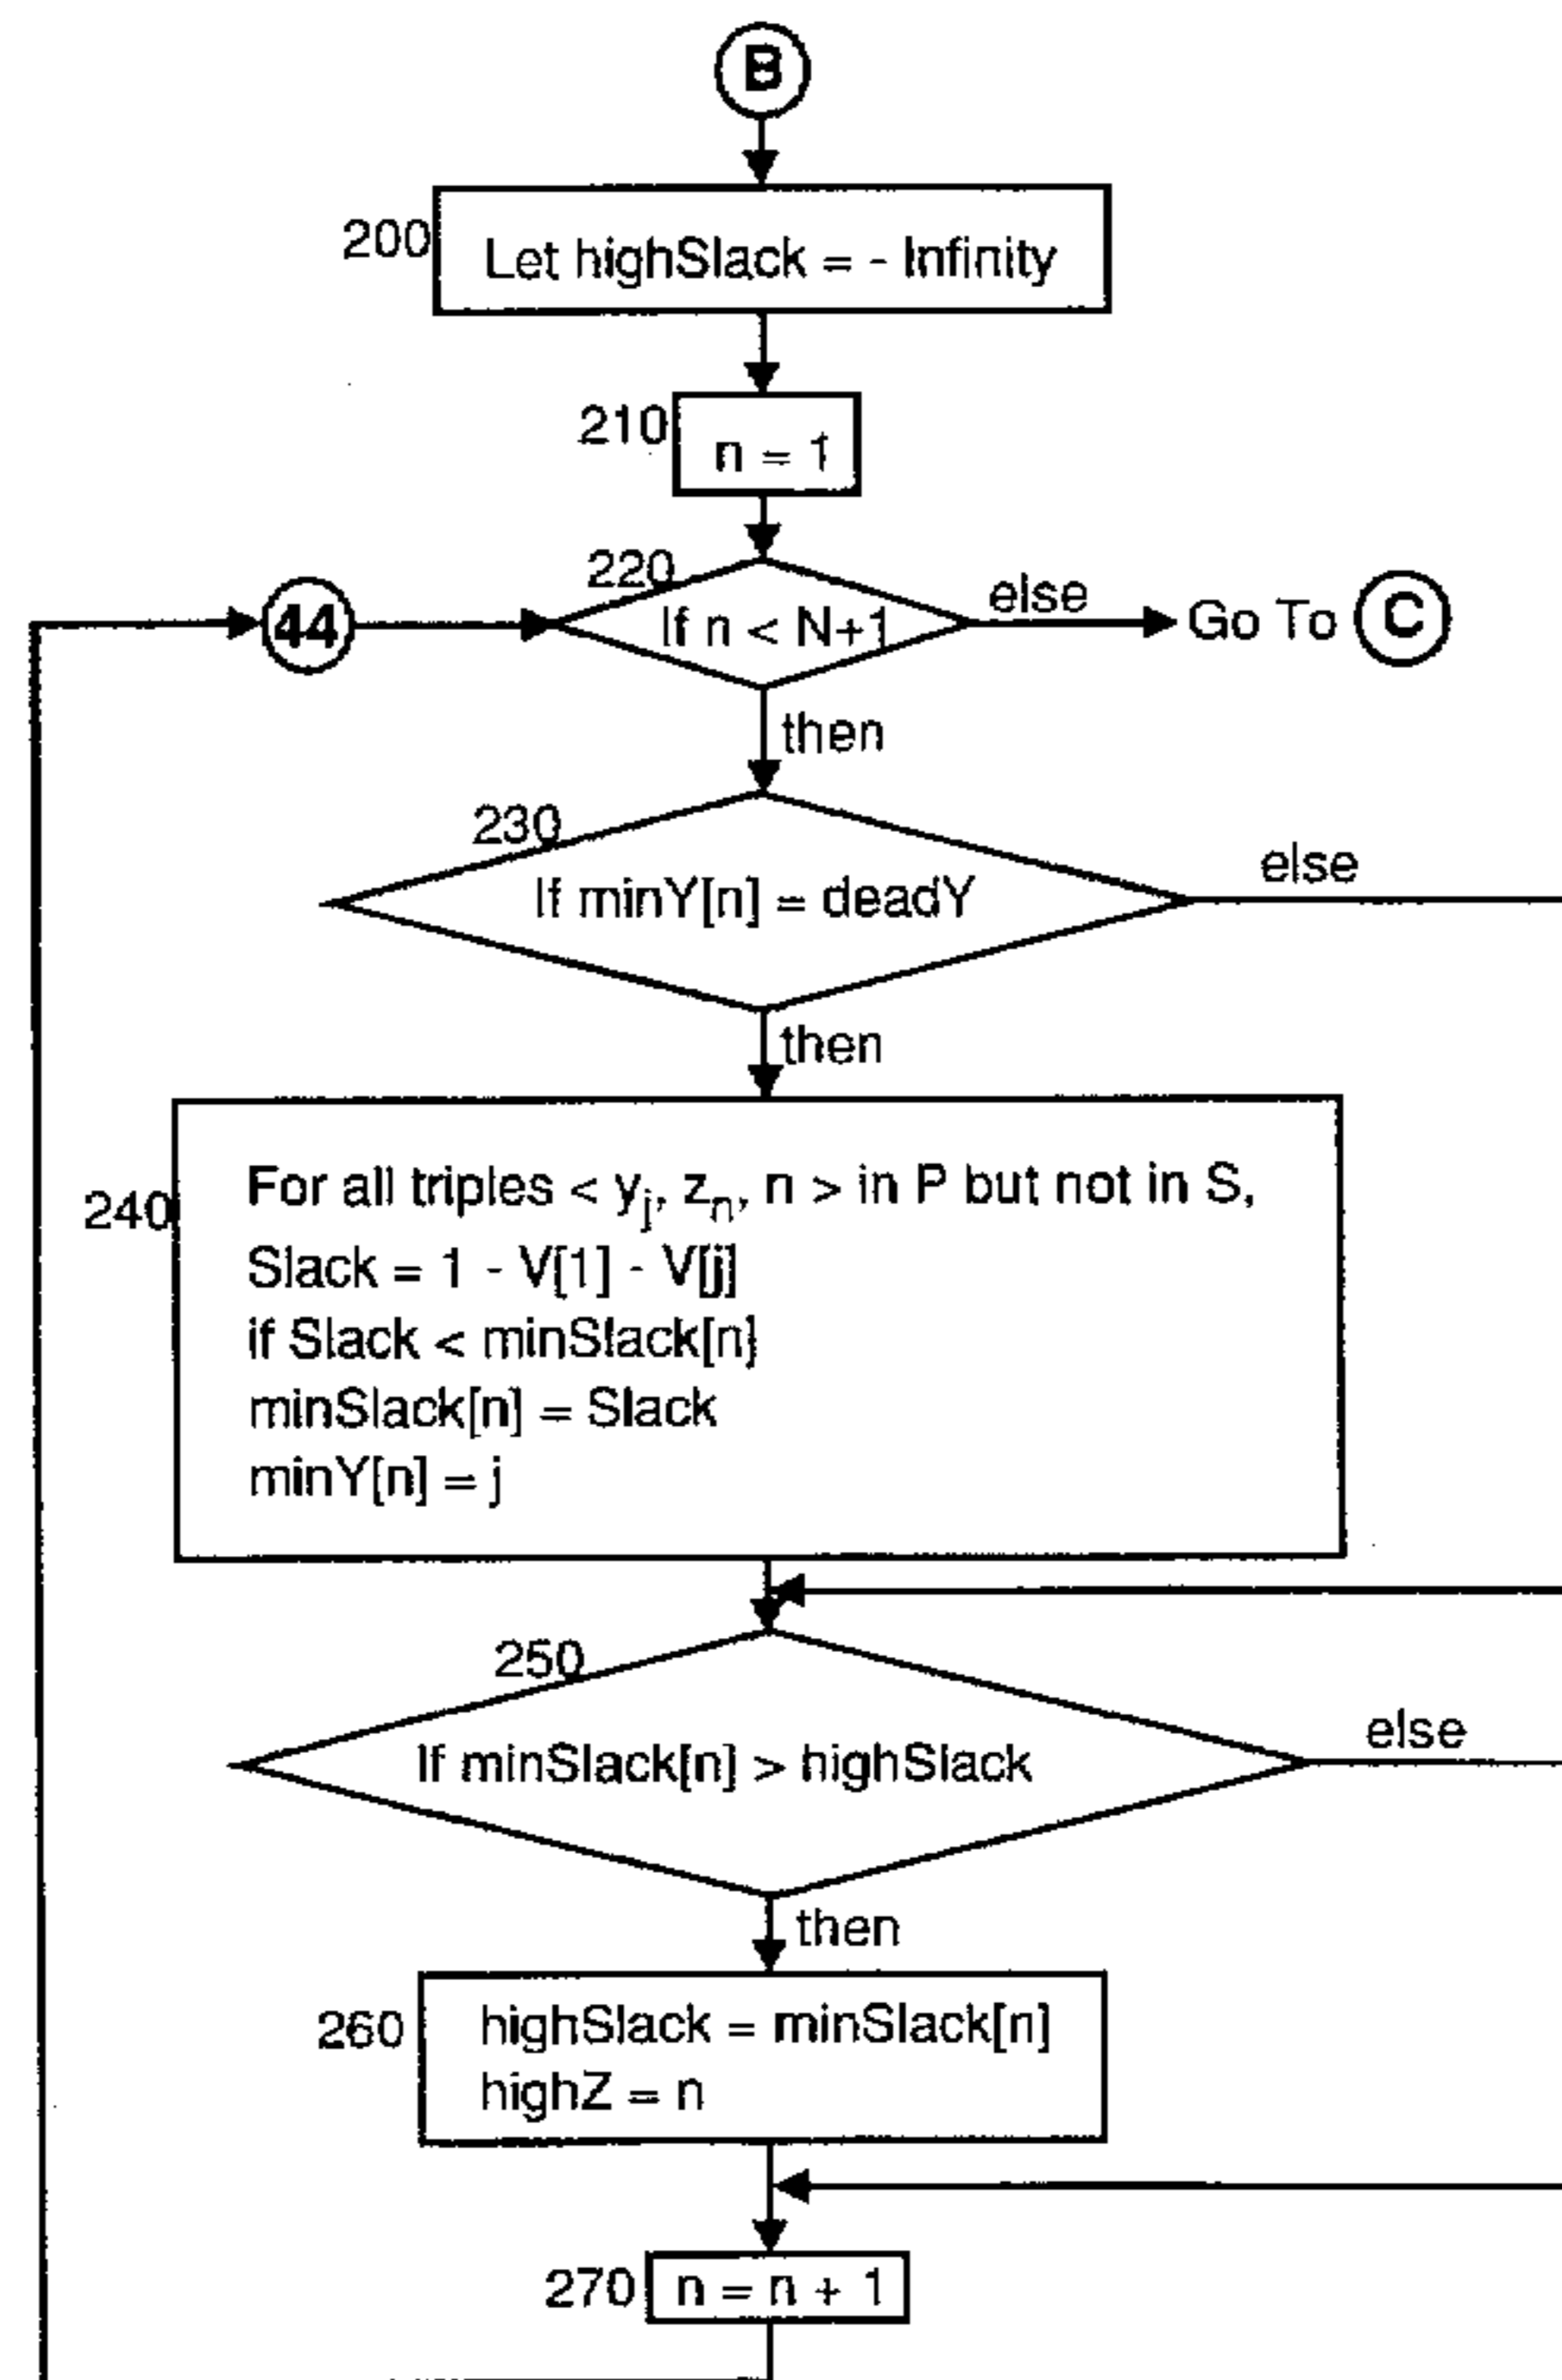 B
200
Let highSlack = - Infinity
210
n = 1
220
44
If n < N+1
else
Go To C
then
230
If minY[n] = deadY
else
then
240
For all triples < yj, zn, n > in P but not in S,
Slack = 1 - V[1] - V[j]
if Slack < minSlack[n]
minSlack[n] = Slack
minY[n] = j
250
If minSlack[n] > highSlack
else
then
260
highSlack = minSlack[n]
highZ = n
270
n = n + 1